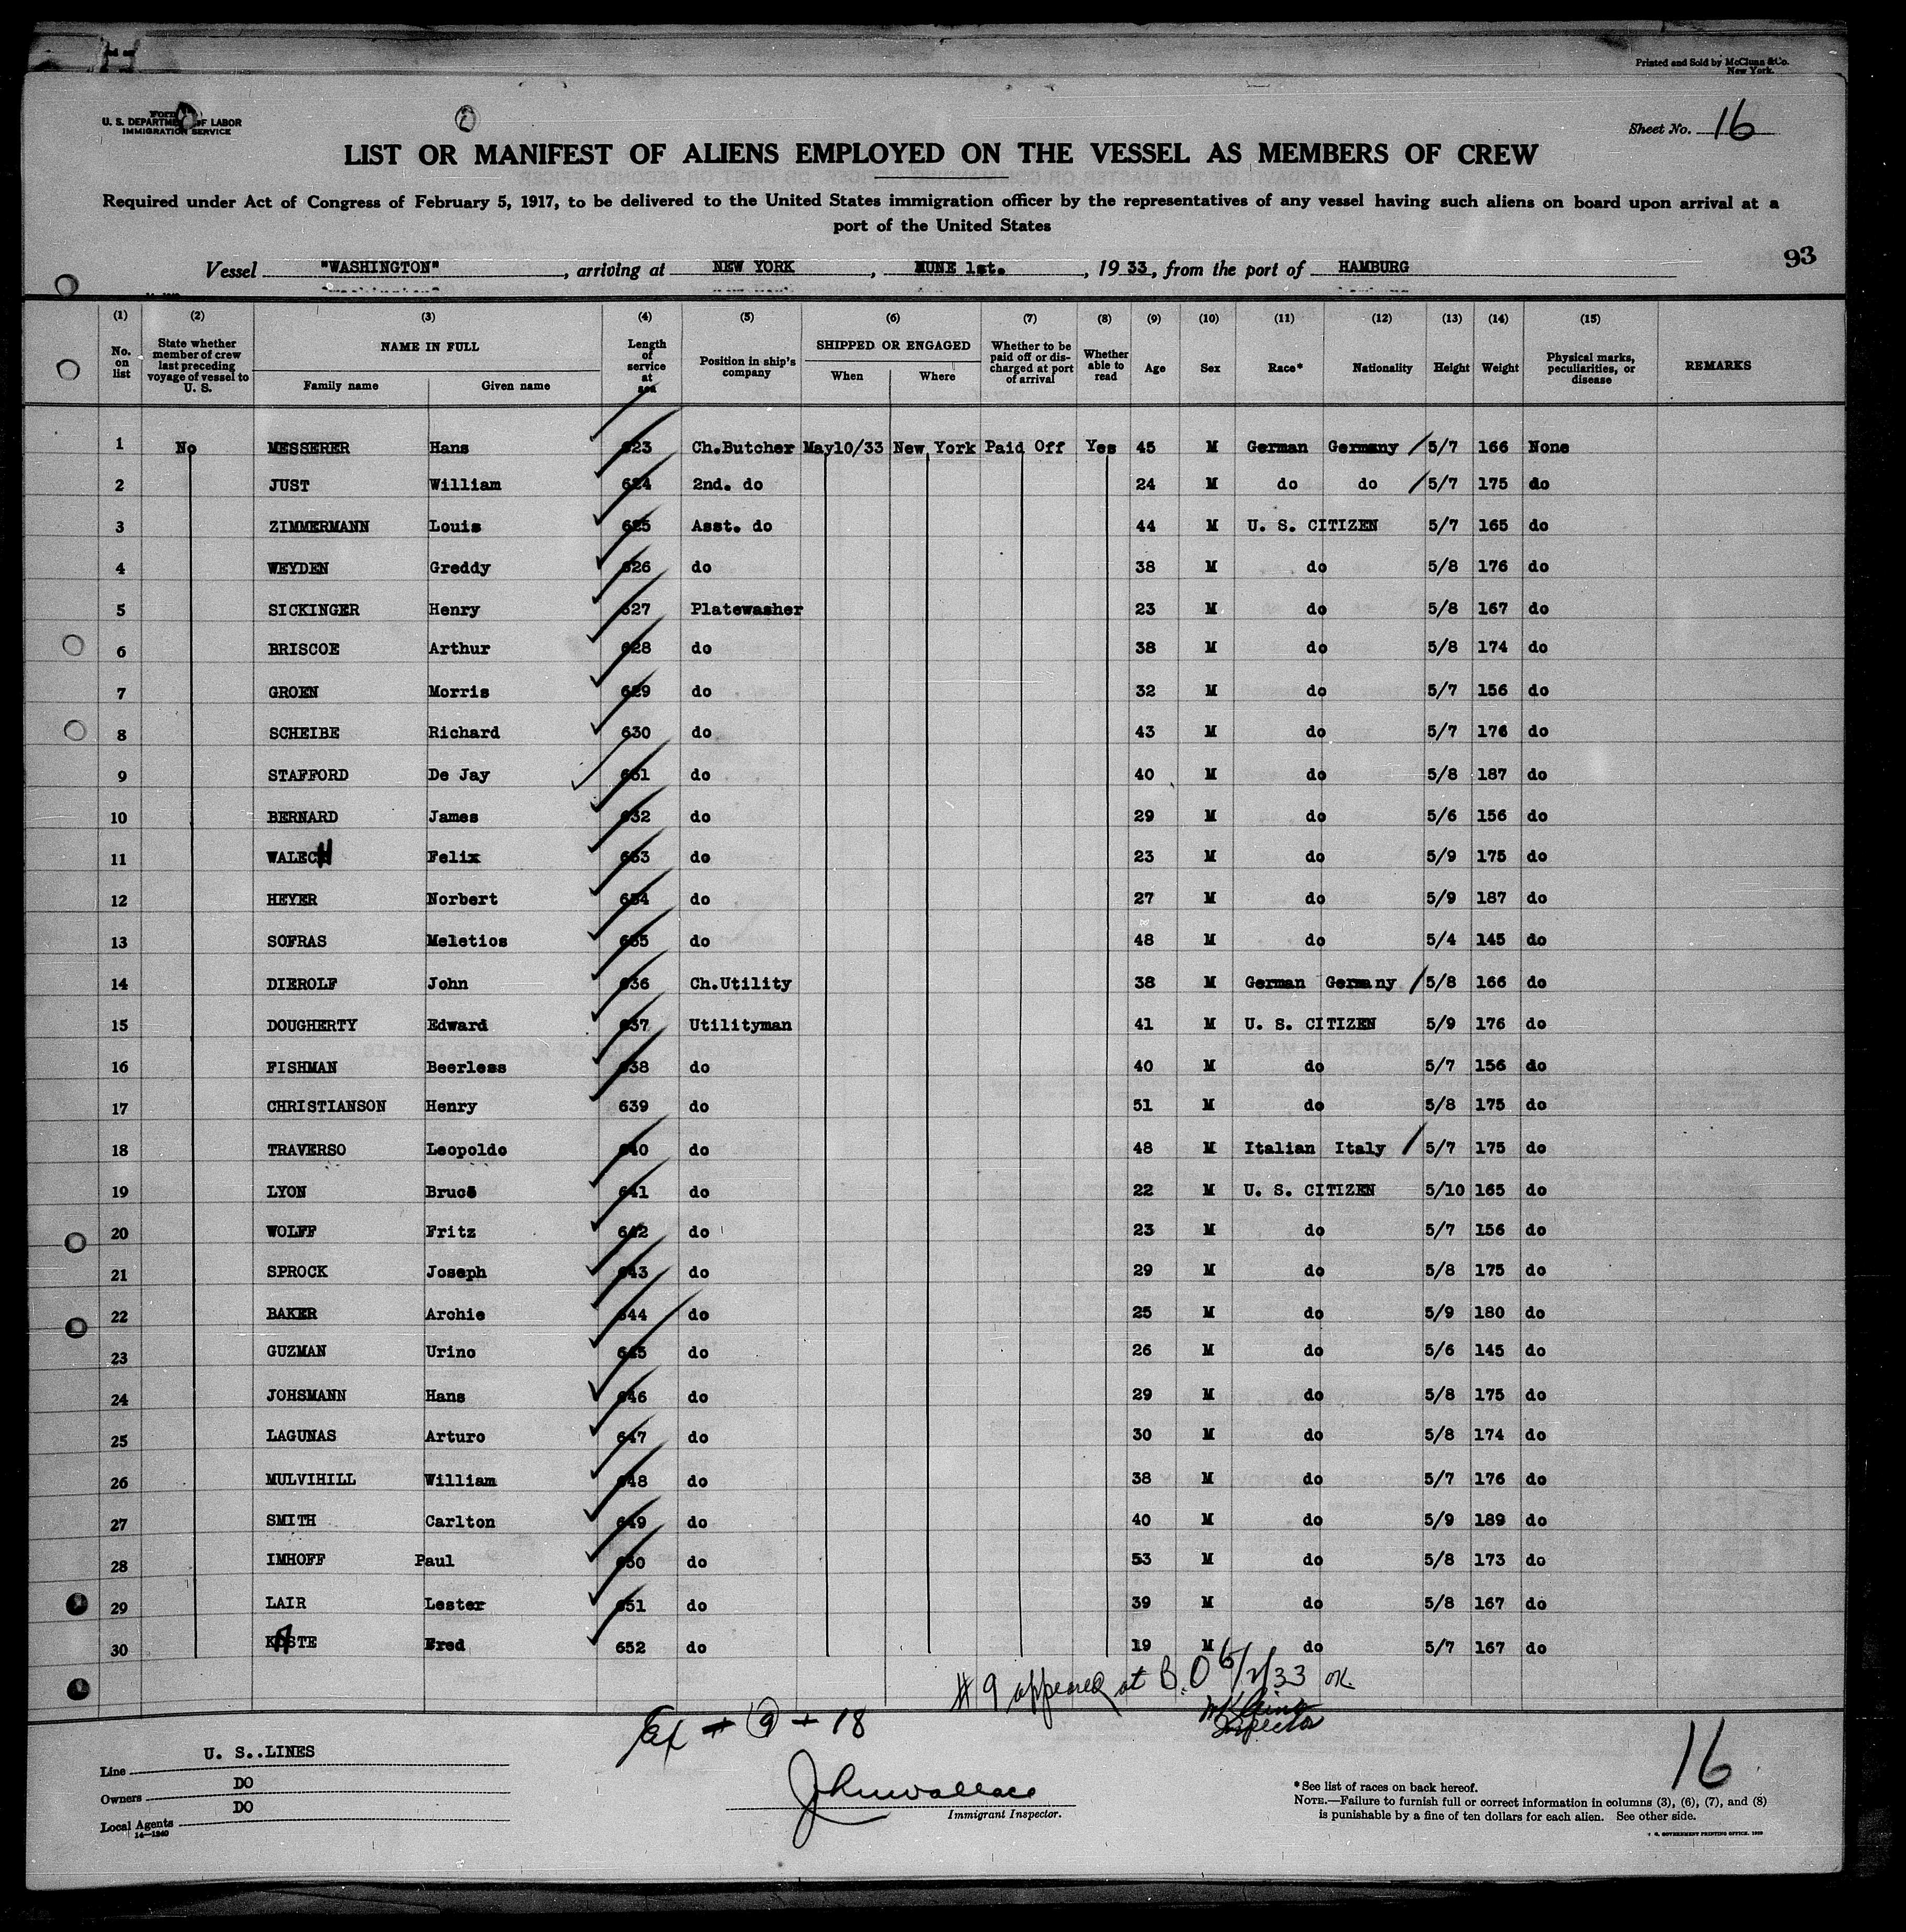 Printed and Sold by McClunn & Co.
New York.
Form
U. S. DEPARTMENT OF LABOR
IMMIGRATION SERVICE
Sheet No. 16
LIST OR MANIFEST OF ALIENS EMPLOYED ON THE VESSEL AS MEMBERS OF CREW
Required under Act of Congress of February 5, 1917, to be delivered to the United States immigration officer by the representatives of any vessel having such aliens on board upon arrival at a
port of the United States
93
Vessel "WASHINGTON", arriving at NEW YORK, NUNE 1st., 1933, from the port of HAMBURG
(1) (2) (3) (4) (5) (6) (7) (8) (9) (10) (11) (12) (13) (14) (15)
No. on list State whether member of crew last preceding voyage of vessel to U. S. NAME IN FULL Family name Given name Length of service at sea Position in ship's company SHIPPED OR ENGAGED When Where Whether to be paid off or discharged at port of arrival Whether able to read Age Sex Race* Nationality Height Weight Physical marks, peculiarities, or disease REMARKS
1 No MESSERER Hans 623 Ch.Butcher May10/33 New York Paid Off Yes 45 M German Germany / 5/7 166 None
2 JUST William 624 2nd. do 24 M do do / 5/7 175 do
3 ZIMMERMANN Louis 625 Asst. do 44 M U. S. CITIZEN 5/7 165 do
4 WEYDEN Greddy 626 do 38 M do 5/8 176 do
5 SICKINGER Henry 627 Platewasher 23 M do 5/8 167 do
6 BRISCOE Arthur 628 do 38 M do 5/8 174 do
7 GROEN Morris 629 do 32 M do 5/7 156 do
8 SCHEIBE Richard 630 do 43 M do 5/7 176 do
9 STAFFORD De Jay 631 do 40 M do 5/8 187 do
10 BERNARD James 632 do 29 M do 5/6 156 do
11 WALECH Felix 633 do 23 M do 5/9 175 do
12 HEYER Norbert 634 do 27 M do 5/9 187 do
13 SOFRAS Meletios 635 do 48 M do 5/4 145 do
14 DIEROLF John 636 Ch.Utility 38 M German Germany / 5/8 166 do
15 DOUGHERTY Edward 637 Utilityman 41 M U. S. CITIZEN 5/9 176 do
16 FISHMAN Beerless 638 do 40 M do 5/7 156 do
17 CHRISTIANSON Henry 639 do 51 M do 5/8 175 do
18 TRAVERSO Leopoldo 640 do 48 M Italian Italy / 5/7 175 do
19 LYON Bruce 641 do 22 M U. S. CITIZEN 5/10 165 do
20 WOLFF Fritz 642 do 23 M do 5/7 156 do
21 SPROCK Joseph 643 do 29 M do 5/8 175 do
22 BAKER Archie 644 do 25 M do 5/9 180 do
23 GUZMAN Urino 645 do 26 M do 5/6 145 do
24 JOHSMANN Hans 646 do 29 M do 5/8 175 do
25 LAGUNAS Arturo 647 do 30 M do 5/8 174 do
26 MULVIHILL William 648 do 38 M do 5/7 176 do
27 SMITH Carlton 649 do 40 M do 5/9 189 do
28 IMHOFF Paul 650 do 53 M do 5/8 173 do
29 LAIR Lester 651 do 39 M do 5/8 167 do
30 KASTE Fred 652 do 19 M do 5/7 167 do
#9 appeared at B.O 6/2/33 OK.
Inspector
9 + 18
Line U. S. LINES
Owners DO
Local Agents DO
14—1240
John Wallace
Immigrant Inspector.
16
*See list of races on back hereof.
NOTE.—Failure to furnish full or correct information in columns (3), (6), (7), and (8)
is punishable by a fine of ten dollars for each alien. See other side.
U. S. GOVERNMENT PRINTING OFFICE